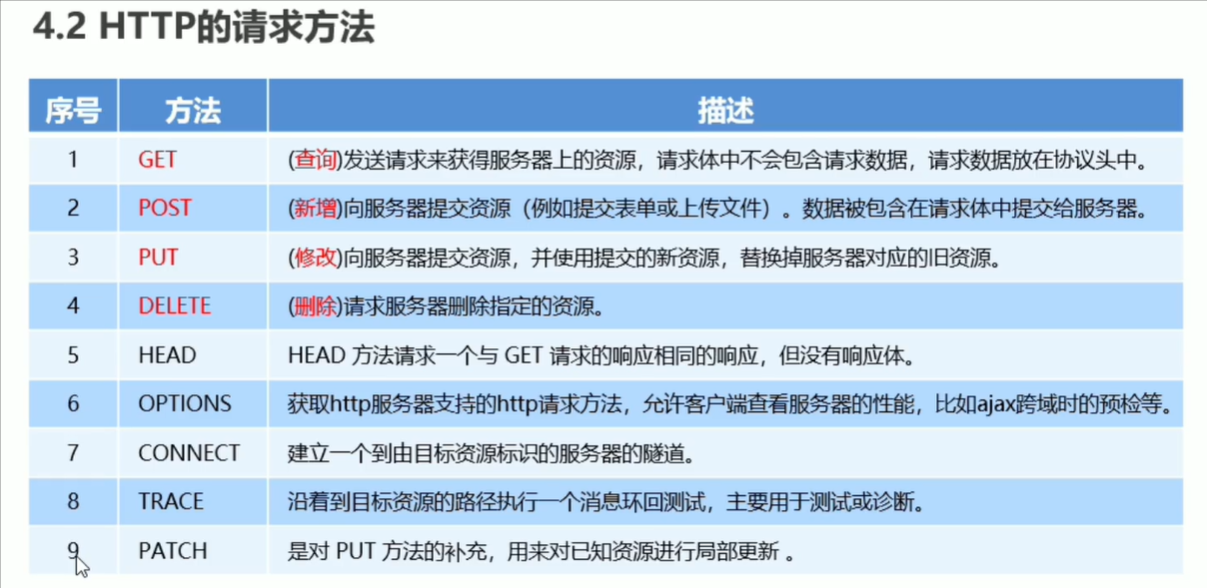 4.2 HTTP的请求方法
序号 方法 描述
1 GET (查询)发送请求来获得服务器上的资源，请求体中不会包含请求数据，请求数据放在协议头中。
2 POST (新增)向服务器提交资源（例如提交表单或上传文件）。数据被包含在请求体中提交给服务器。
3 PUT (修改)向服务器提交资源，并使用提交的新资源，替换掉服务器对应的旧资源。
4 DELETE (删除)请求服务器删除指定的资源。
5 HEAD HEAD 方法请求一个与 GET 请求的响应相同的响应，但没有响应体。
6 OPTIONS 获取http服务器支持的http请求方法，允许客户端查看服务器的性能，比如ajax跨域时的预检等。
7 CONNECT 建立一个到由目标资源标识的服务器的隧道。
8 TRACE 沿着到目标资源的路径执行一个消息环回测试，主要用于测试或诊断。
9 PATCH 是对 PUT 方法的补充，用来对已知资源进行局部更新 。